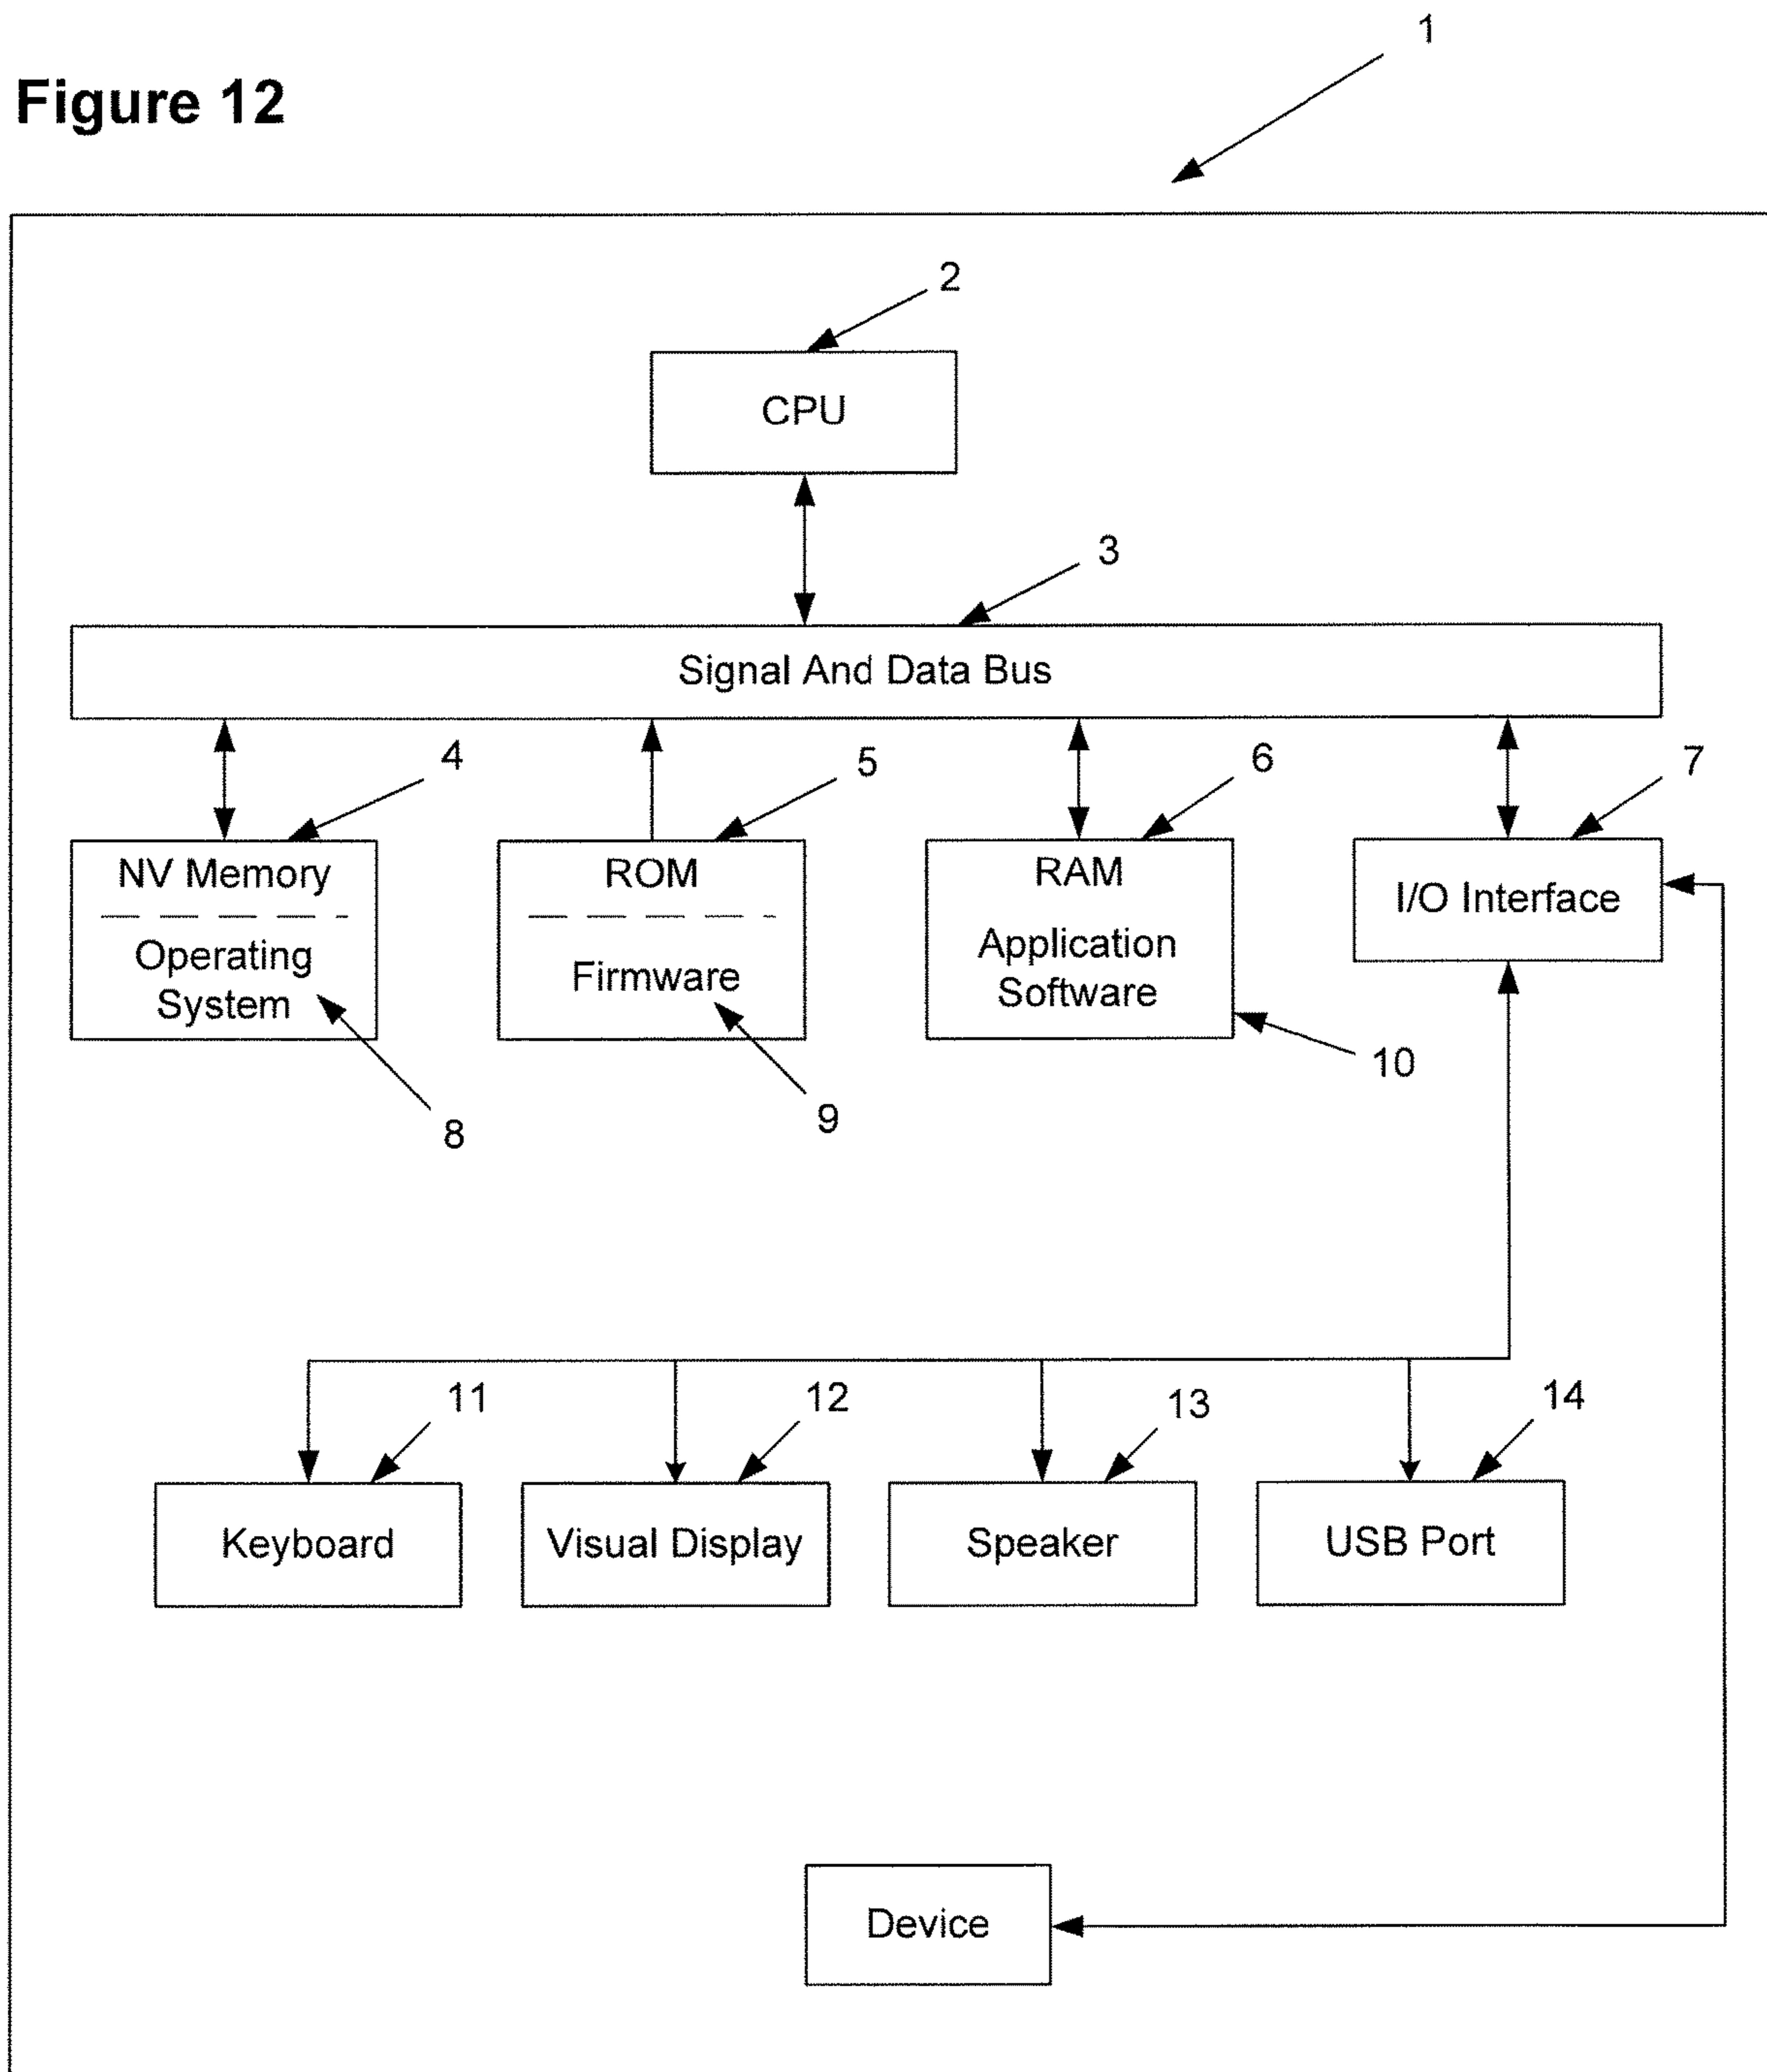 1
Figure 12
2
CPU
3
Signal And Data Bus
4
5
6
7
NV Memory
Operating
System
ROM
Firmware
RAM
Application
Software
I/O Interface
8
9
10
11
12
13
14
Keyboard
Visual Display
Speaker
USB Port
Device